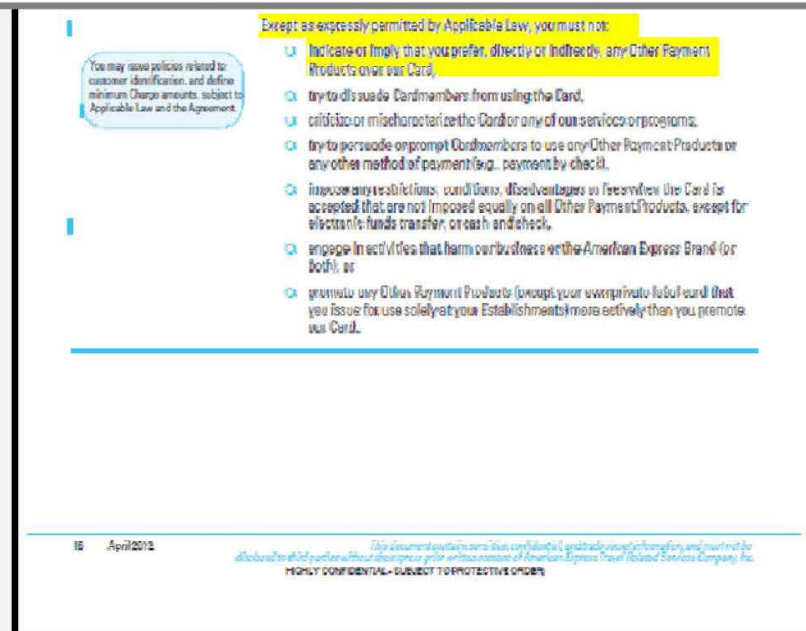 Except as expressly permitted by Applicable Law, you must not:
indicate or imply that you prefer, directly or indirectly, any Other Payment
Products over our Card,
You may issue policies related to
customer identification, and define
minimum Charge amounts, subject to
Applicable Law and the Agreement.
try to dissuade Cardmembers from using the Card,
criticize or mischaracterize the Card or any of our services or programs,
try to persuade or prompt Cardmembers to use any Other Payment Products or
any other method of payment (e.g., payment by check),
impose any restrictions, conditions, disadvantages or fees when the Card is
accepted that are not imposed equally on all Other Payment Products, except for
electronic funds transfer, or cash and check,
engage in activities that harm our business or the American Express Brand (or
both), or
promote any Other Payment Products (except your own private label card that
you issue for use solely at your Establishments) more actively than you promote
our Card.
April 2013
This document contains sensitive, confidential, and trade secret information, and must not be
disclosed to third parties without the express prior written consent of American Express Travel Related Services Company, Inc.
HIGHLY CONFIDENTIAL - SUBJECT TO PROTECTIVE ORDER